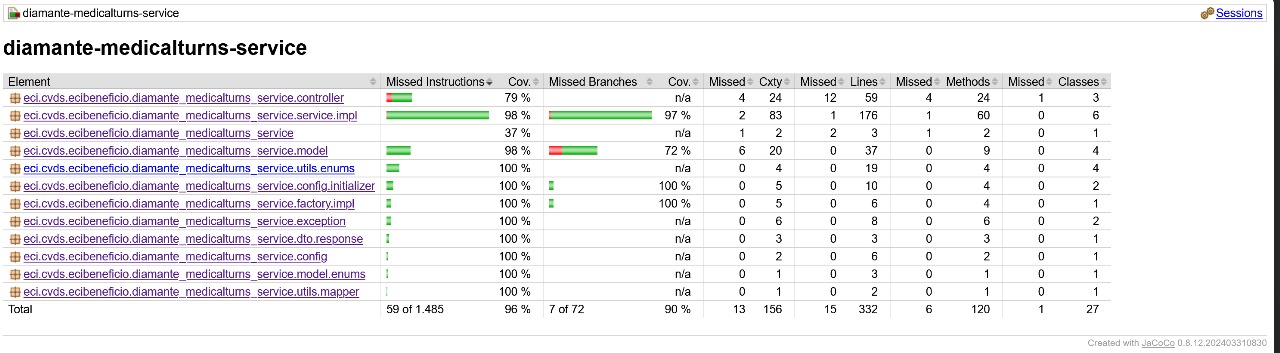 diamante-medicalturns-service Sessions
diamante-medicalturns-service
Element Missed Instructions Cov. Missed Branches Cov. Missed Cxty Missed Lines Missed Methods Missed Classes
eci.cvds.ecibeneficio.diamante_medicalturns_service.controller 79 % n/a 4 24 12 59 4 24 1 3
eci.cvds.ecibeneficio.diamante_medicalturns_service.service.impl 98 % 97 % 2 83 1 176 1 60 0 6
eci.cvds.ecibeneficio.diamante_medicalturns_service 37 % n/a 1 2 2 3 1 2 0 1
eci.cvds.ecibeneficio.diamante_medicalturns_service.model 98 % 72 % 6 20 0 37 0 9 0 4
eci.cvds.ecibeneficio.diamante_medicalturns_service.utils.enums 100 % n/a 0 4 0 19 0 4 0 4
eci.cvds.ecibeneficio.diamante_medicalturns_service.config.initializer 100 % 100 % 0 5 0 10 0 4 0 2
eci.cvds.ecibeneficio.diamante_medicalturns_service.factory.impl 100 % 100 % 0 5 0 6 0 4 0 1
eci.cvds.ecibeneficio.diamante_medicalturns_service.exception 100 % n/a 0 6 0 8 0 6 0 2
eci.cvds.ecibeneficio.diamante_medicalturns_service.dto.response 100 % n/a 0 3 0 3 0 3 0 1
eci.cvds.ecibeneficio.diamante_medicalturns_service.config 100 % n/a 0 2 0 6 0 2 0 1
eci.cvds.ecibeneficio.diamante_medicalturns_service.model.enums 100 % n/a 0 1 0 3 0 1 0 1
eci.cvds.ecibeneficio.diamante_medicalturns_service.utils.mapper 100 % n/a 0 1 0 2 0 1 0 1
Total 59 of 1.485 96 % 7 of 72 90 % 13 156 15 332 6 120 1 27
Created with JaCoCo 0.8.12.202403310830